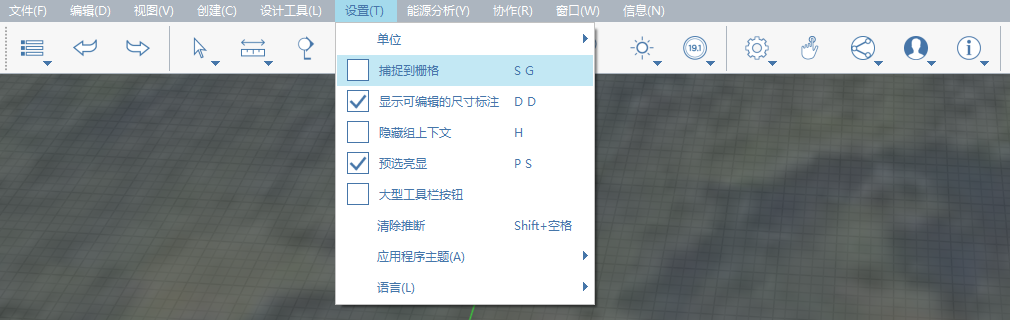 文件(F) 编辑(D) 视图(V) 创建(C) 设计工具(L) 设置(T) 能源分析(Y) 协作(R) 窗口(W) 信息(N)
19.1
单位
捕捉到栅格 S G
显示可编辑的尺寸标注 D D
隐藏组上下文 H
预选亮显 P S
大型工具栏按钮
清除推断 Shift+空格
应用程序主题(A)
语言(L)